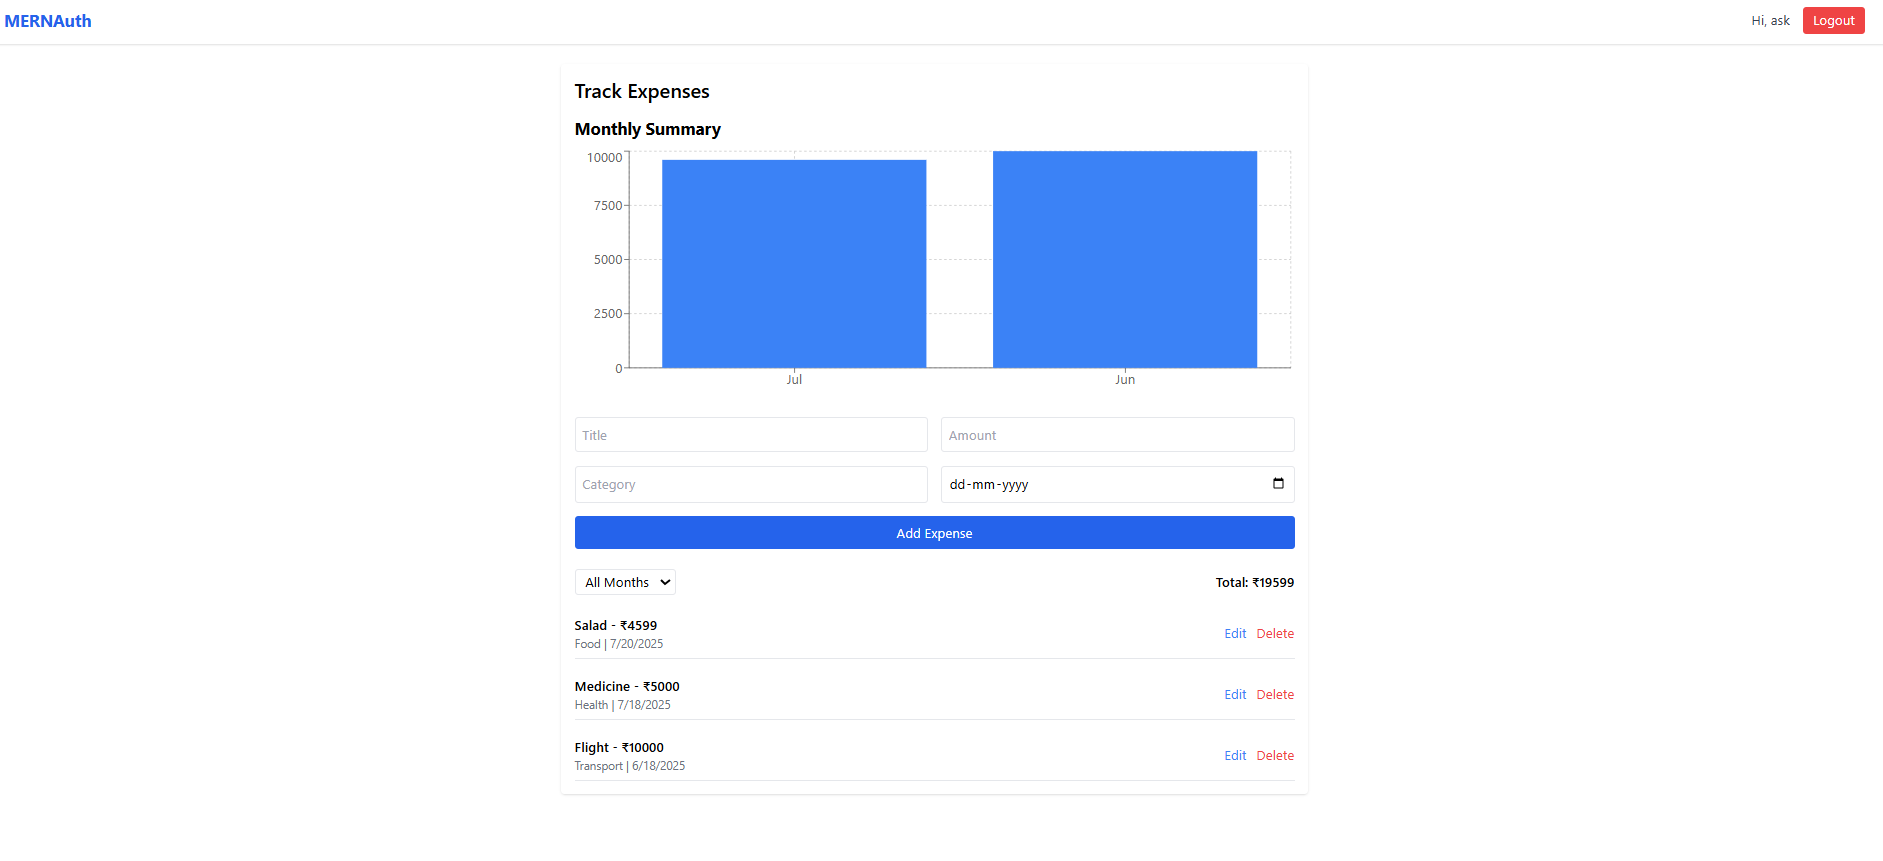 MERNAuth
Hi, ask
Logout
Track Expenses
Monthly Summary
10000
7500
5000
2500
0
Jul
Jun
Title
Amount
Category
dd-mm-yyyy
Add Expense
All Months
Total: ₹19599
Salad - ₹4599
Food | 7/20/2025
Edit Delete
Medicine - ₹5000
Health | 7/18/2025
Edit Delete
Flight - ₹10000
Transport | 6/18/2025
Edit Delete